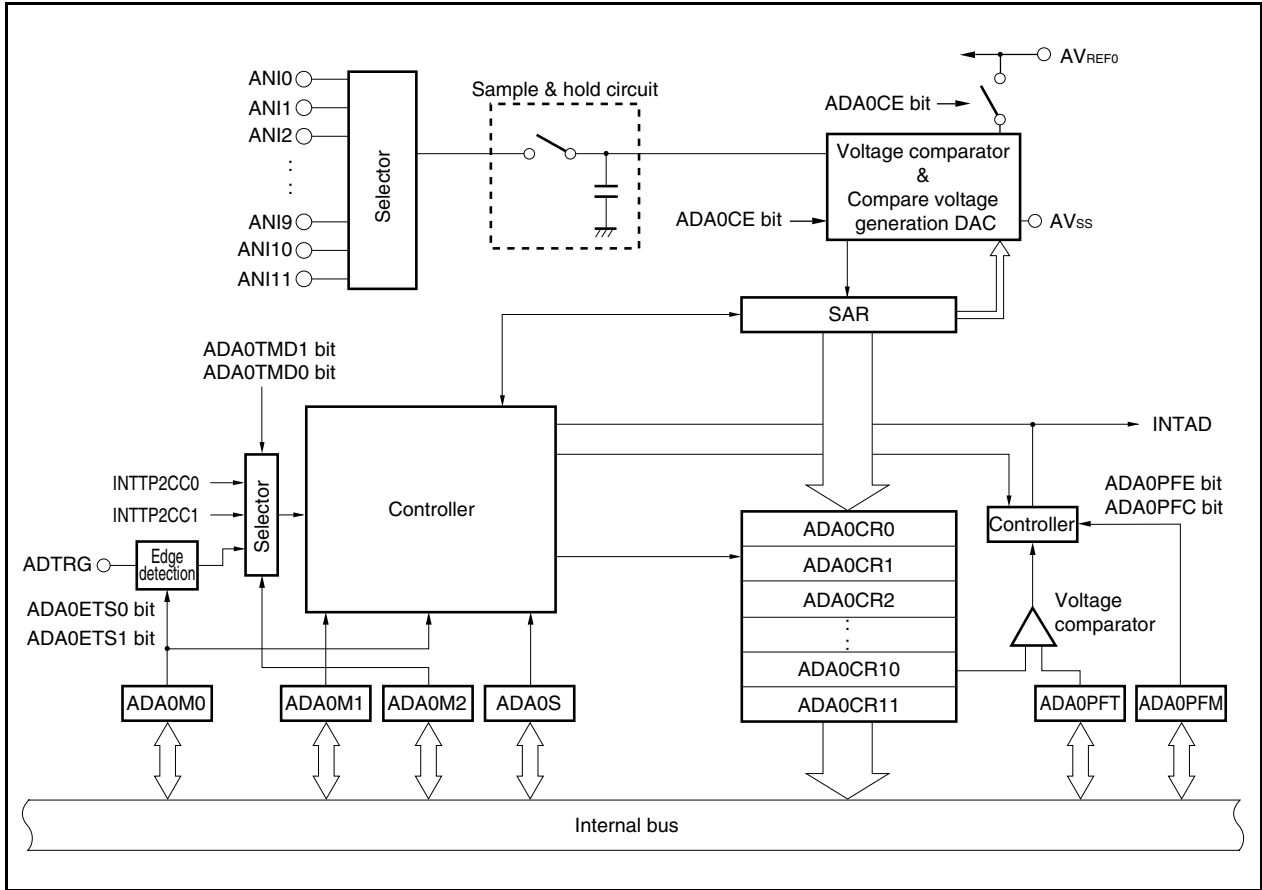 ANI0
ANI1
ANI2
ANI9
ANI10
ANI11
Selector
Sample & hold circuit
AVREF0
ADA0CE bit
Voltage comparator
&
Compare voltage
generation DAC
ADA0CE bit
AVSS
SAR
ADA0TMD1 bit
ADA0TMD0 bit
INTTP2CC0
INTTP2CC1
Selector
ADTRG
Edge
detection
ADA0ETS0 bit
ADA0ETS1 bit
Controller
INTAD
ADA0PFE bit
ADA0PFC bit
Controller
Voltage
comparator
ADA0CR0
ADA0CR1
ADA0CR2
ADA0CR10
ADA0CR11
ADA0M0
ADA0M1
ADA0M2
ADA0S
ADA0PFT
ADA0PFM
Internal bus